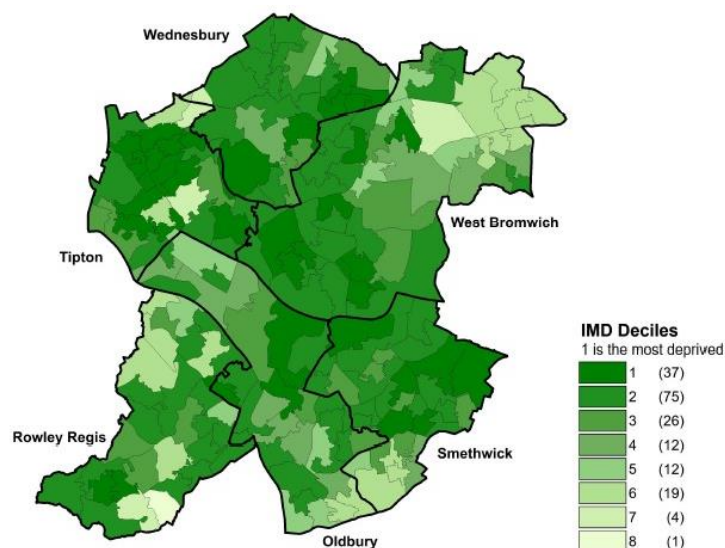 Wednesbury
West Bromwich
Tipton
IMD Deciles
1 is the most deprived
1 (37)
2 (75)
3 (26)
4 (12)
5 (12)
6 (19)
7 (4)
8 (1)
Rowley Regis
Smethwick
Oldbury